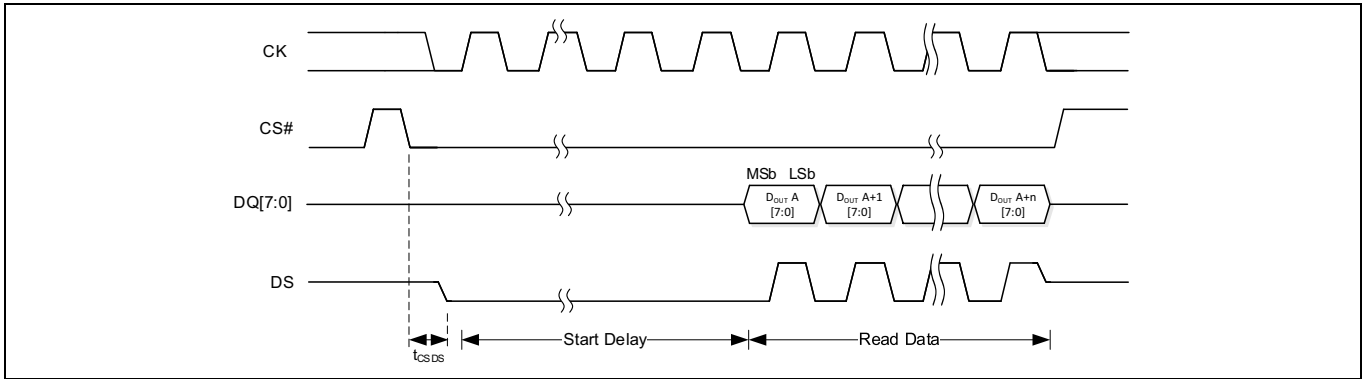 CK
CS#
MSb LSb
DQ[7:0]
DOUT A
[7:0]
DOUT A+1
[7:0]
DOUT A+n
[7:0]
DS
tCSDS
Start Delay
Read Data